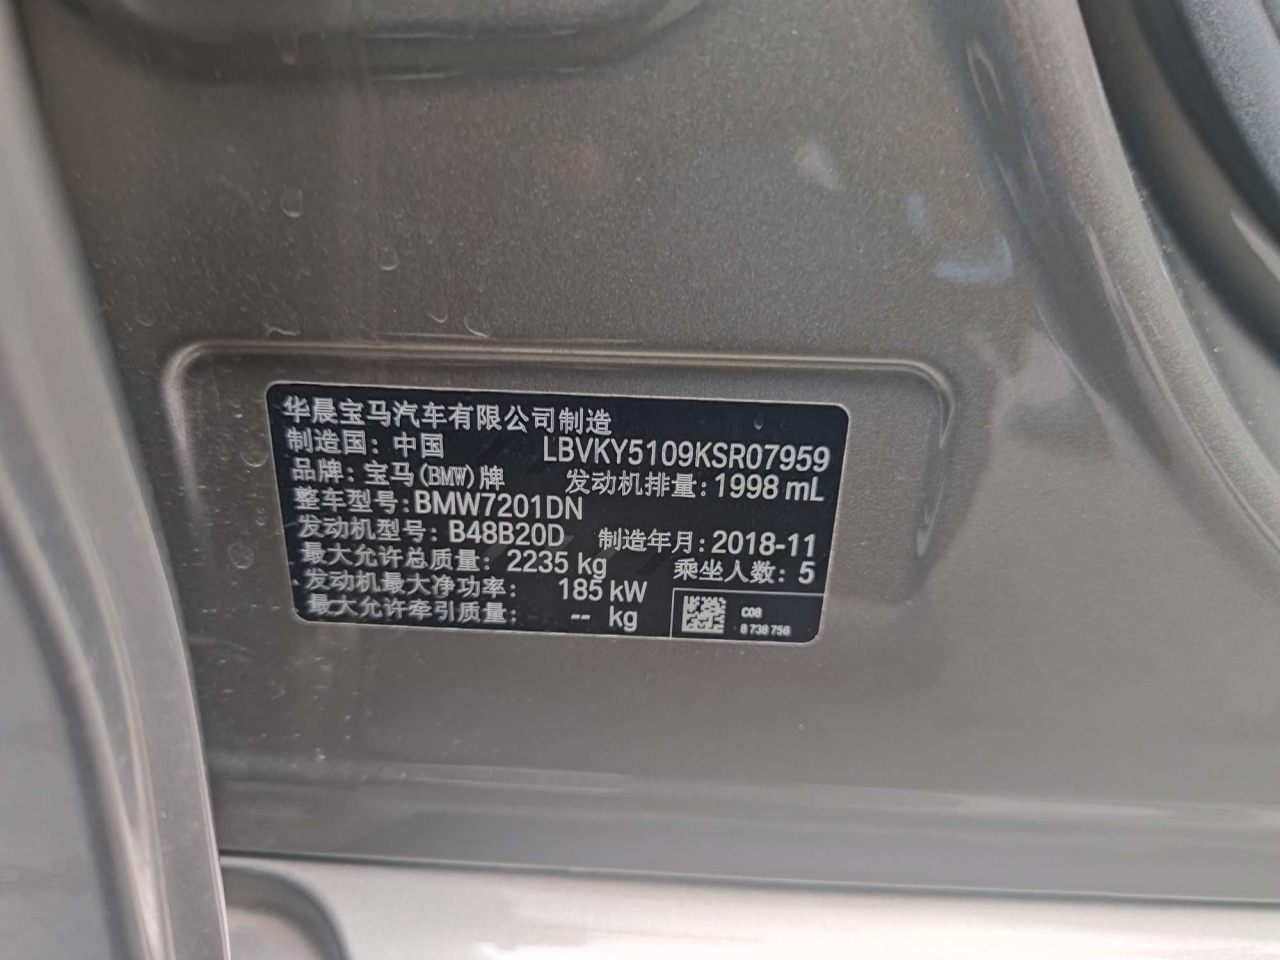 华晨宝马汽车有限公司制造
制造国：中国 LBVKY5109KSR07959
品牌：宝马(BMW)牌 发动机排量：1998 mL
整车型号：BMW7201DN
发动机型号：B48B20D 制造年月：2018-11
最大允许总质量：2235 kg 乘坐人数：5
发动机最大净功率：185 kW
最大允许牵引质量：-- kg
C08
8 738 756